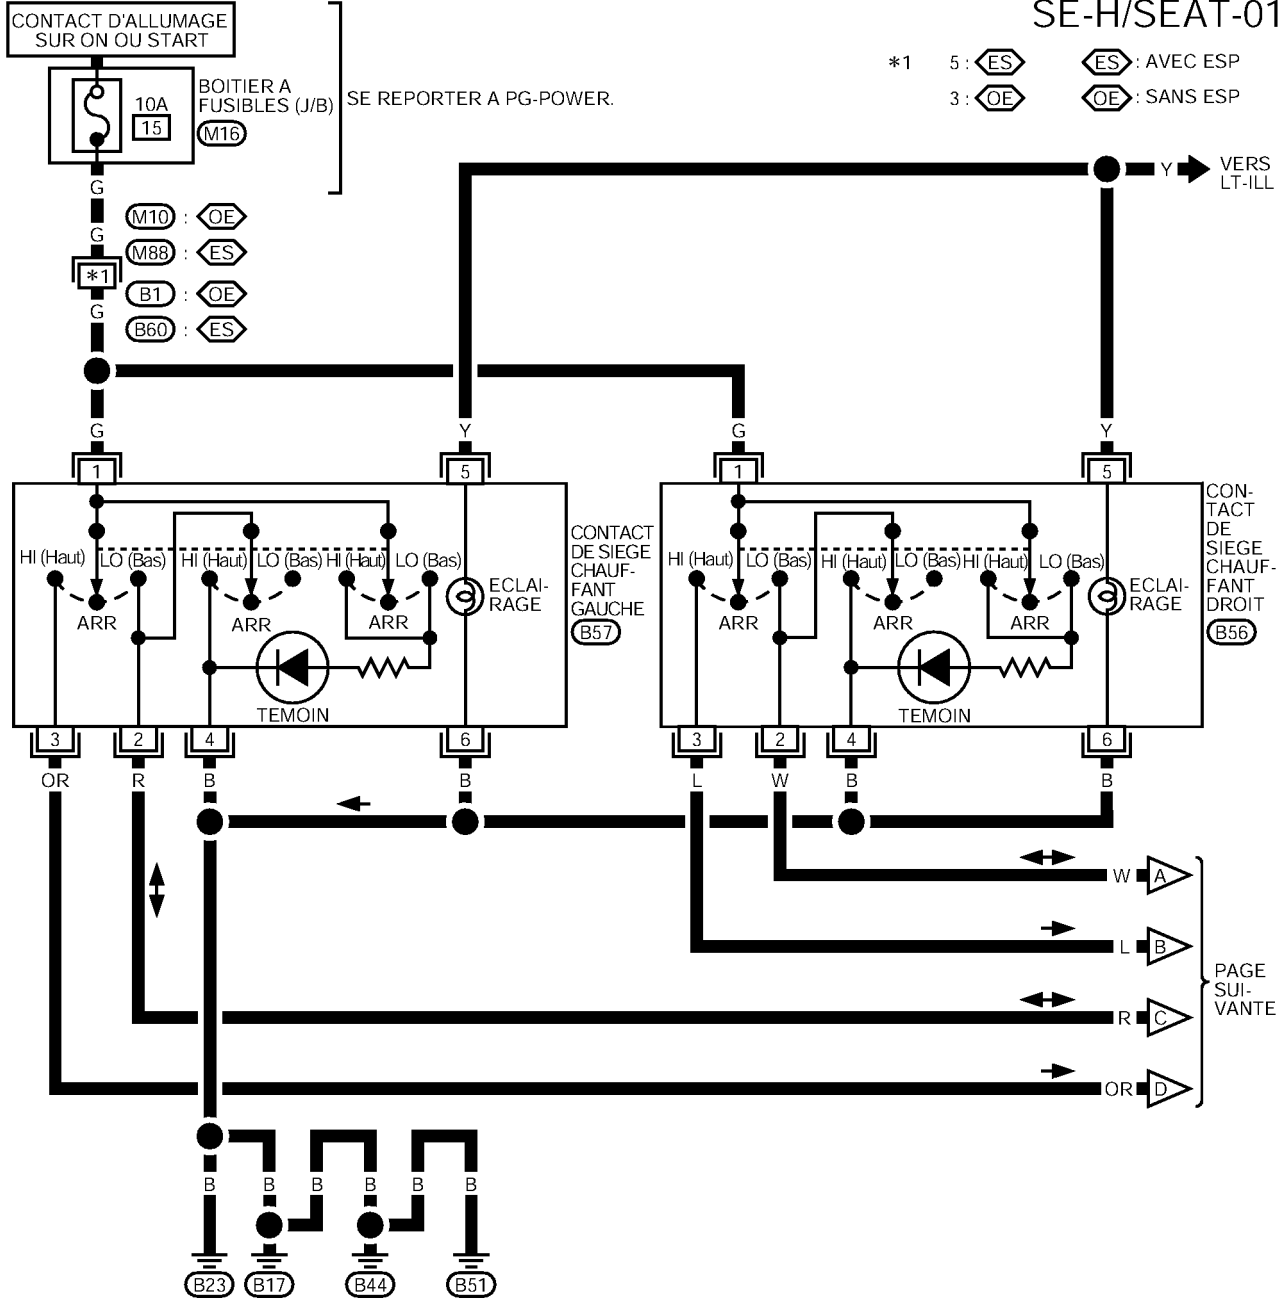 SE-H/SEAT-01
CONTACT D'ALLUMAGE
SUR ON OU START
10A
15
BOITIER A
FUSIBLES (J/B)
M16
SE REPORTER A PG-POWER.
*1 5 : ES
3 : OE
ES : AVEC ESP
OE : SANS ESP
Y
VERS
LT-ILL
G
G
*1
G
M10 : OE
M88 : ES
B1 : OE
B60 : ES
G
Y
G
Y
1
5
1
5
HI (Haut)
LO (Bas)
HI (Haut)
LO (Bas)
HI (Haut)
LO (Bas)
ARR
ARR
ARR
ECLAI-
RAGE
TEMOIN
CONTACT
DE SIEGE
CHAUF-
FANT
GAUCHE
B57
HI (Haut)
LO (Bas)
HI (Haut)
LO (Bas)
HI (Haut)
LO (Bas)
ARR
ARR
ARR
ECLAI-
RAGE
TEMOIN
CON-
TACT
DE
SIEGE
CHAUF-
FANT
DROIT
B56
3
2
4
6
3
2
4
6
OR
R
B
B
L
W
B
B
W A
L B
R C
OR D
PAGE
SUI-
VANTE
B
B
B
B
B
B
B23
B17
B44
B51